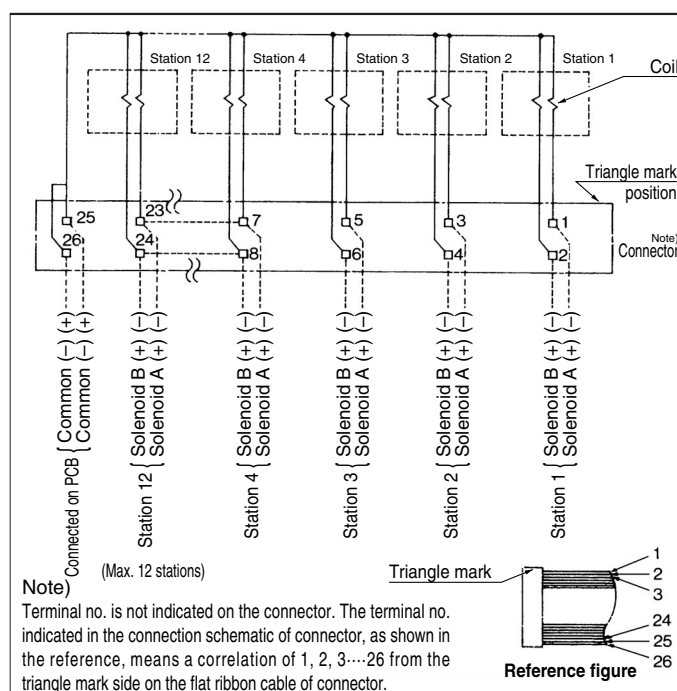 Station 12 Station 4 Station 3 Station 2 Station 1
Coil
Triangle mark
position
25 23 7 5 3 1
Note)
Connector
26 24 8 6 4 2
Connected on PCB { Common (–) (+)
Common (–) (+)
Station 12 { Solenoid B (+) (–)
Solenoid A (+) (–)
Station 4 { Solenoid B (+) (–)
Solenoid A (+) (–)
Station 3 { Solenoid B (+) (–)
Solenoid A (+) (–)
Station 2 { Solenoid B (+) (–)
Solenoid A (+) (–)
Station 1 { Solenoid B (+) (–)
Solenoid A (+) (–)
(Max. 12 stations)
Note)
Terminal no. is not indicated on the connector. The terminal no.
indicated in the connection schematic of connector, as shown in
the reference, means a correlation of 1, 2, 3····26 from the
triangle mark side on the flat ribbon cable of connector.
Triangle mark
1
2
3
24
25
26
Reference figure